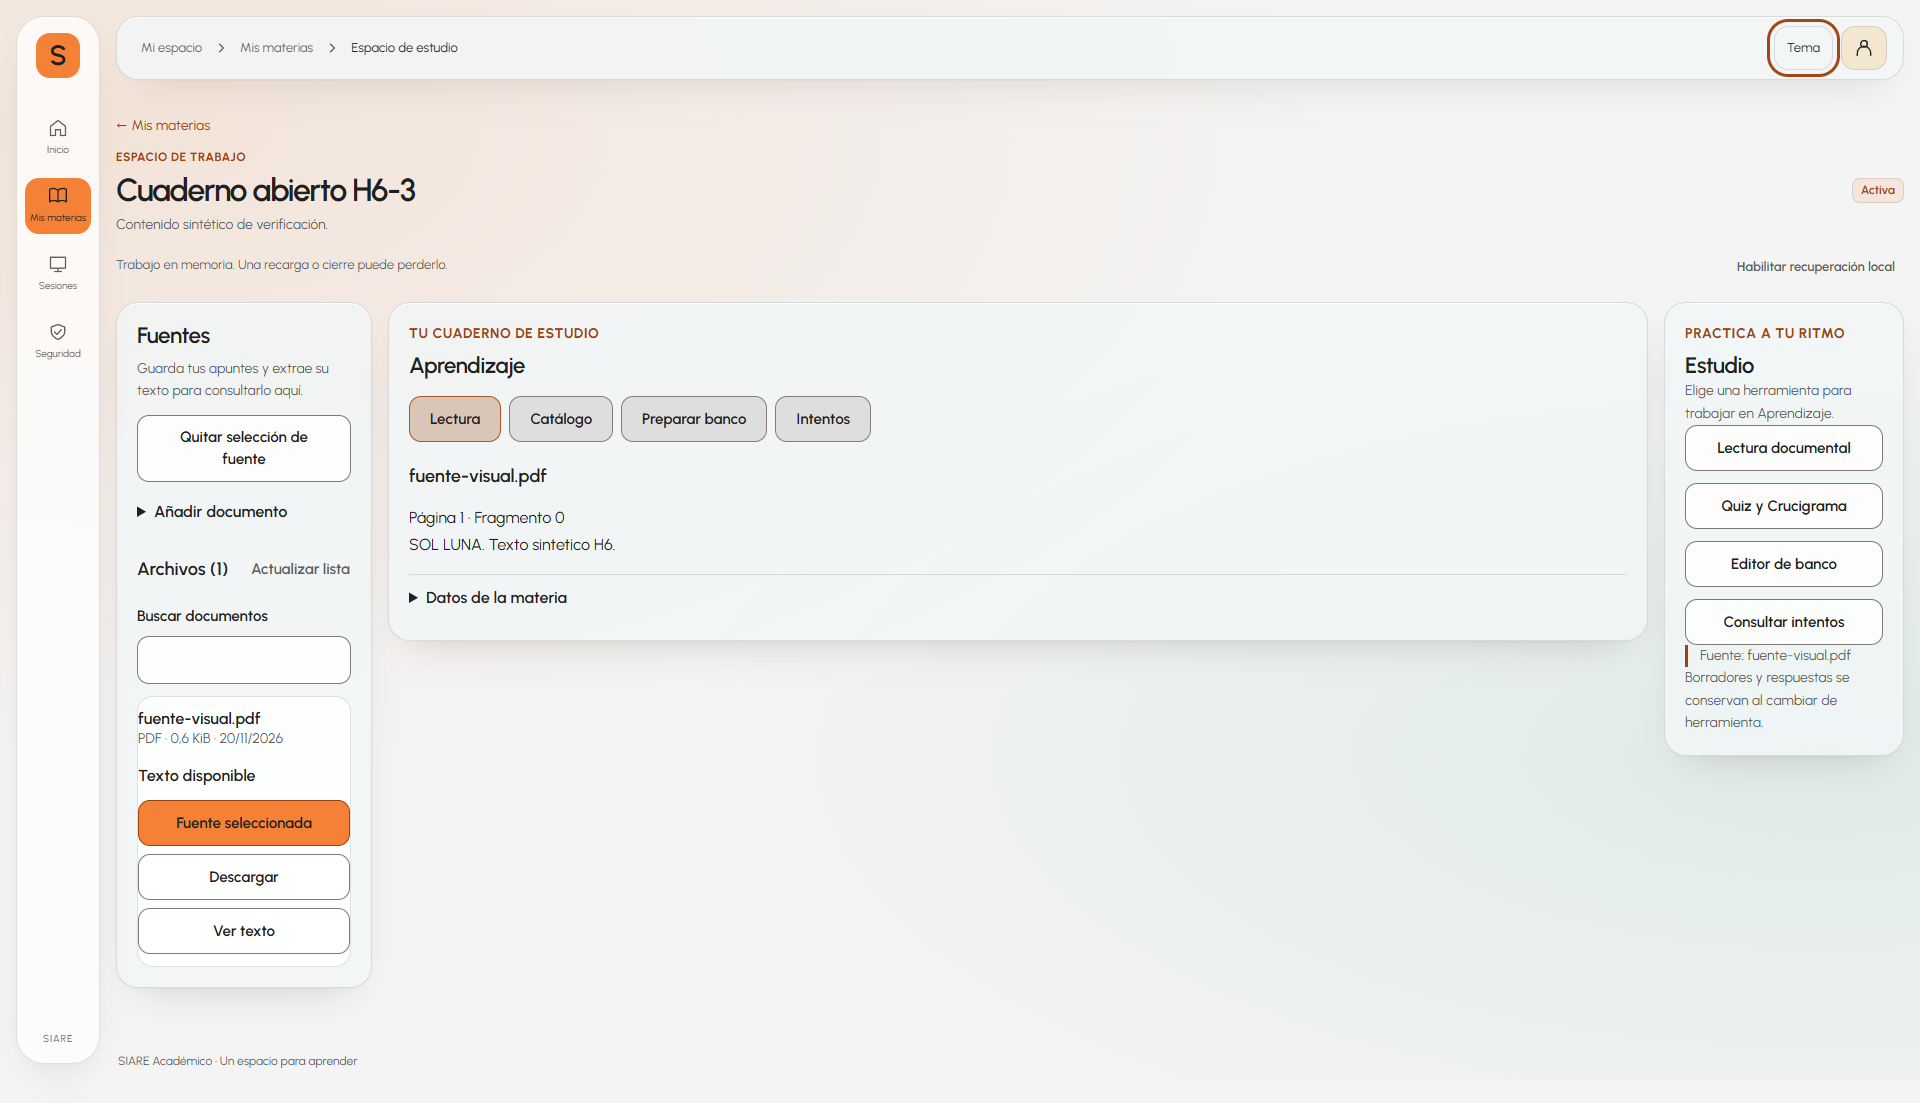 S
Inicio
Mis materias
Sesiones
Seguridad
SIARE
Mi espacio > Mis materias > Espacio de estudio
Tema
← Mis materias
ESPACIO DE TRABAJO
Cuaderno abierto H6-3
Activa
Contenido sintético de verificación.
Trabajo en memoria. Una recarga o cierre puede perderlo.
Habilitar recuperación local
Fuentes
Guarda tus apuntes y extrae su
texto para consultarlo aquí.
Quitar selección de
fuente
Añadir documento
Archivos (1)
Actualizar lista
Buscar documentos
fuente-visual.pdf
PDF · 0,6 KiB · 20/11/2026
Texto disponible
Fuente seleccionada
Descargar
Ver texto
TU CUADERNO DE ESTUDIO
Aprendizaje
Lectura
Catálogo
Preparar banco
Intentos
fuente-visual.pdf
Página 1 · Fragmento 0
SOL LUNA. Texto sintetico H6.
Datos de la materia
PRACTICA A TU RITMO
Estudio
Elige una herramienta para
trabajar en Aprendizaje.
Lectura documental
Quiz y Crucigrama
Editor de banco
Consultar intentos
Fuente: fuente-visual.pdf
Borradores y respuestas se
conservan al cambiar de
herramienta.
SIARE Académico · Un espacio para aprender